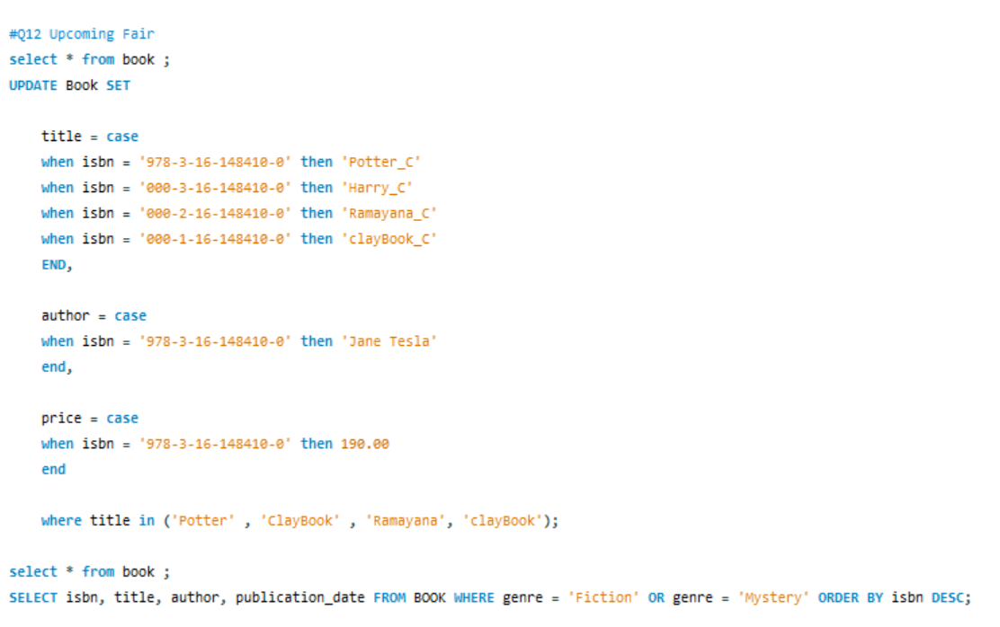 #Q12 Upcoming Fair
select * from book ;
UPDATE Book SET
title = case
when isbn = '978-3-16-148410-0' then 'Potter_C'
when isbn = '000-3-16-148410-0' then 'Harry_C'
when isbn = '000-2-16-148410-0' then 'Ramayana_C'
when isbn = '000-1-16-148410-0' then 'clayBook_C'
END,
author = case
when isbn = '978-3-16-148410-0' then 'Jane Tesla'
end,
price = case
when isbn = '978-3-16-148410-0' then 190.00
end
where title in ('Potter' , 'ClayBook' , 'Ramayana', 'clayBook');
select * from book ;
SELECT isbn, title, author, publication_date FROM BOOK WHERE genre = 'Fiction' OR genre = 'Mystery' ORDER BY isbn DESC;